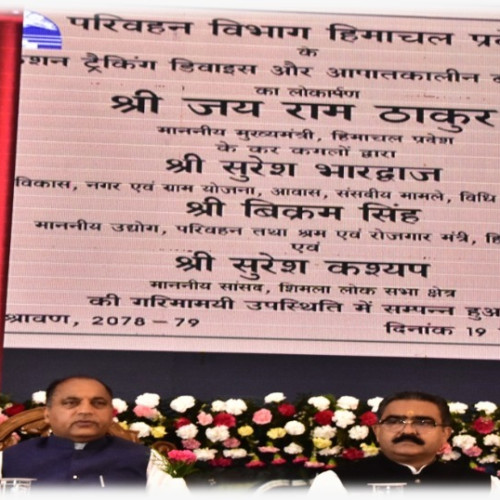 परिवहन विभाग हिमाचल
के
ट्रैकिंग डिवाइस और आपातकालीन
का लोकार्पण
श्री जय राम ठाकुर
माननीय मुख्यमंत्री, हिमाचल प्रदेश
के कर कमलों द्वारा
श्री सुरेश भारद्वाज
विकास, नगर एवं ग्राम योजना, आवास, संसदीय मामले, विधि
श्री बिक्रम सिंह
माननीय उद्योग, परिवहन तथा श्रम एवं रोजगार मंत्री,
एवं
श्री सुरेश कश्यप
माननीय सांसद, शिमला लोक सभा क्षेत्र
की गरिमामयी उपस्थिति में सम्पन्न
श्रावण, 2078-79 दिनांक 19